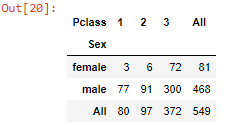 Out[20]:
Pclass 1 2 3 All
Sex
female 3 6 72 81
male 77 91 300 468
All 80 97 372 549